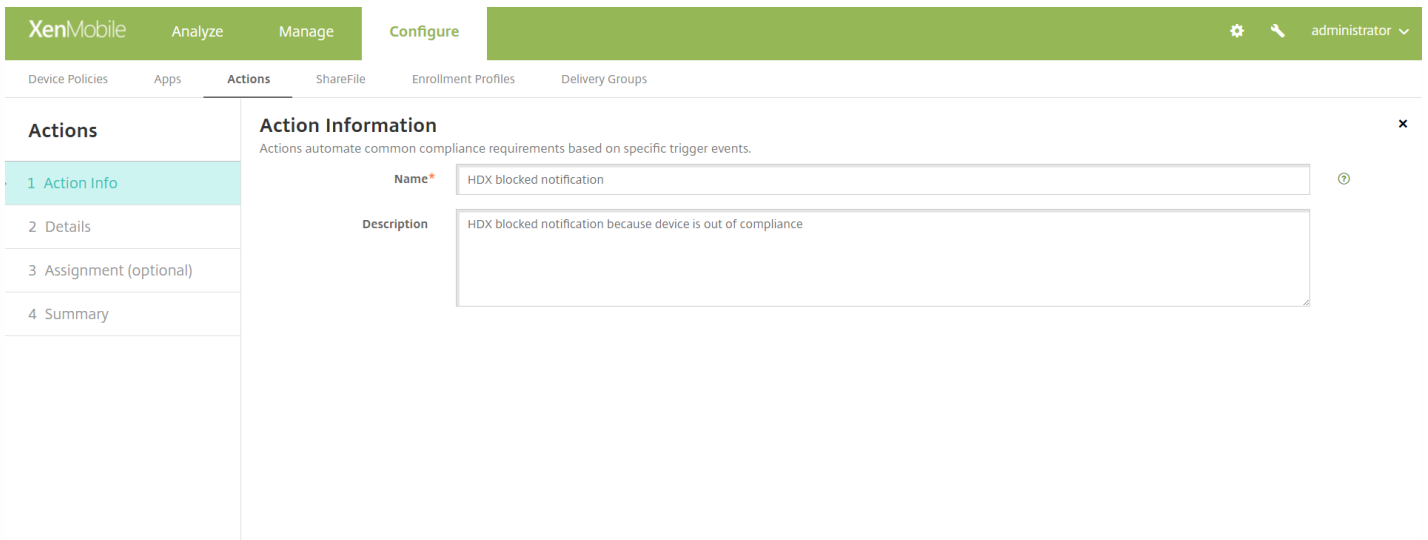 XenMobile Analyze Manage Configure administrator
Device Policies Apps Actions ShareFile Enrollment Profiles Delivery Groups
Actions
1 Action Info
2 Details
3 Assignment (optional)
4 Summary
Action Information
Actions automate common compliance requirements based on specific trigger events.
Name* HDX blocked notification
Description HDX blocked notification because device is out of compliance